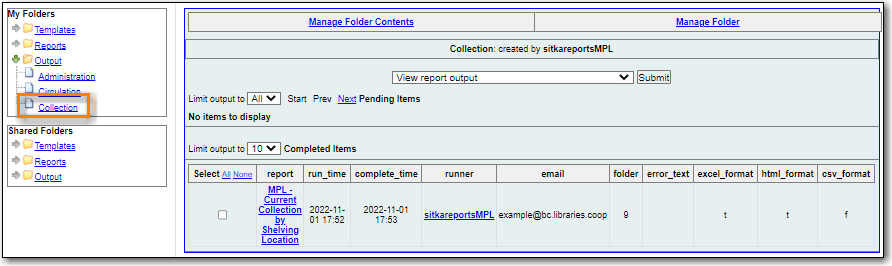 My Folders
Templates
Reports
Output
Administration
Circulation
Collection
Shared Folders
Templates
Reports
Output
Manage Folder Contents Manage Folder
Collection: created by sitkareportsMPL
View report output Submit
Limit output to All Start Prev Next Pending Items
No items to display
Limit output to 10 Completed Items
Select All None report run_time complete_time runner email folder error_text excel_format html_format csv_format
MPL -
Current
Collection
by
Shelving
Location
2022-11-
01 17:52
2022-11-01
17:53
sitkareportsMPL example@bc.libraries.coop 9 t t f